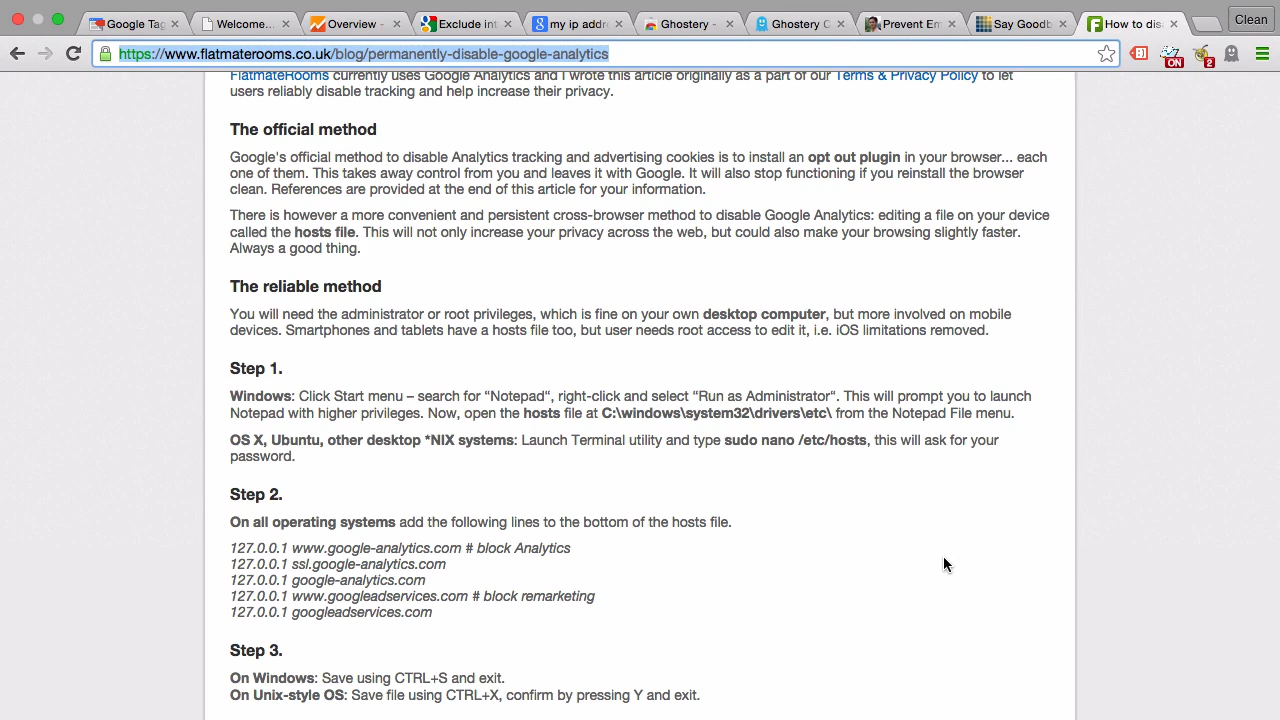 Google Tag
Welcome...
Overview -
Exclude int
my ip addr
Ghostery -
Ghostery C
Prevent Em
Say Goodb
How to dis
Clean
https://www.flatmaterooms.co.uk/blog/permanently-disable-google-analytics
ON
2
FlatmateRooms currently uses Google Analytics and I wrote this article originally as a part of our Terms & Privacy Policy to let
users reliably disable tracking and help increase their privacy.
The official method
Google's official method to disable Analytics tracking and advertising cookies is to install an opt out plugin in your browser... each
one of them. This takes away control from you and leaves it with Google. It will also stop functioning if you reinstall the browser
clean. References are provided at the end of this article for your information.
There is however a more convenient and persistent cross-browser method to disable Google Analytics: editing a file on your device
called the hosts file. This will not only increase your privacy across the web, but could also make your browsing slightly faster.
Always a good thing.
The reliable method
You will need the administrator or root privileges, which is fine on your own desktop computer, but more involved on mobile
devices. Smartphones and tablets have a hosts file too, but user needs root access to edit it, i.e. iOS limitations removed.
Step 1.
Windows: Click Start menu – search for "Notepad“, right-click and select "Run as Administrator“. This will prompt you to launch
Notepad with higher privileges. Now, open the hosts file at C:\windows\system32\drivers\etc\ from the Notepad File menu.
OS X, Ubuntu, other desktop *NIX systems: Launch Terminal utility and type sudo nano /etc/hosts, this will ask for your
password.
Step 2.
On all operating systems add the following lines to the bottom of the hosts file.
127.0.0.1 www.google-analytics.com # block Analytics
127.0.0.1 ssl.google-analytics.com
127.0.0.1 google-analytics.com
127.0.0.1 www.googleadservices.com # block remarketing
127.0.0.1 googleadservices.com
Step 3.
On Windows: Save using CTRL+S and exit.
On Unix-style OS: Save file using CTRL+X, confirm by pressing Y and exit.